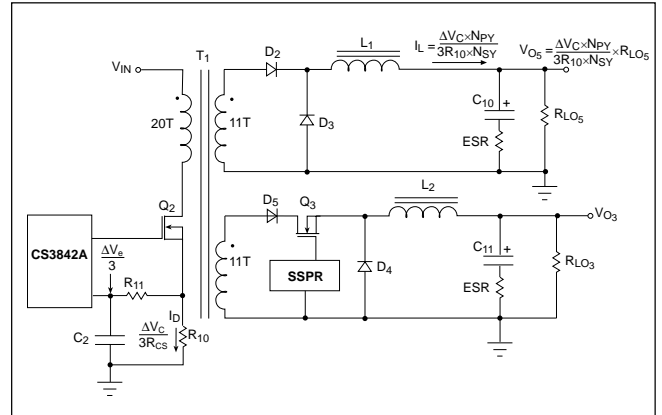 V_IN
T_1
20T
11T
D_2
L_1
I_L = ΔV_C×N_PY / 3R_10×N_SY
V_O5 = ΔV_C×N_PY / 3R_10×N_SY × R_LO5
D_3
C_10
+
ESR
R_LO5
Q_2
CS3842A
ΔV_e / 3
R_11
C_2
I_D
ΔV_C / 3R_CS
R_10
D_5
Q_3
11T
SSPR
D_4
L_2
V_O3
C_11
+
ESR
R_LO3